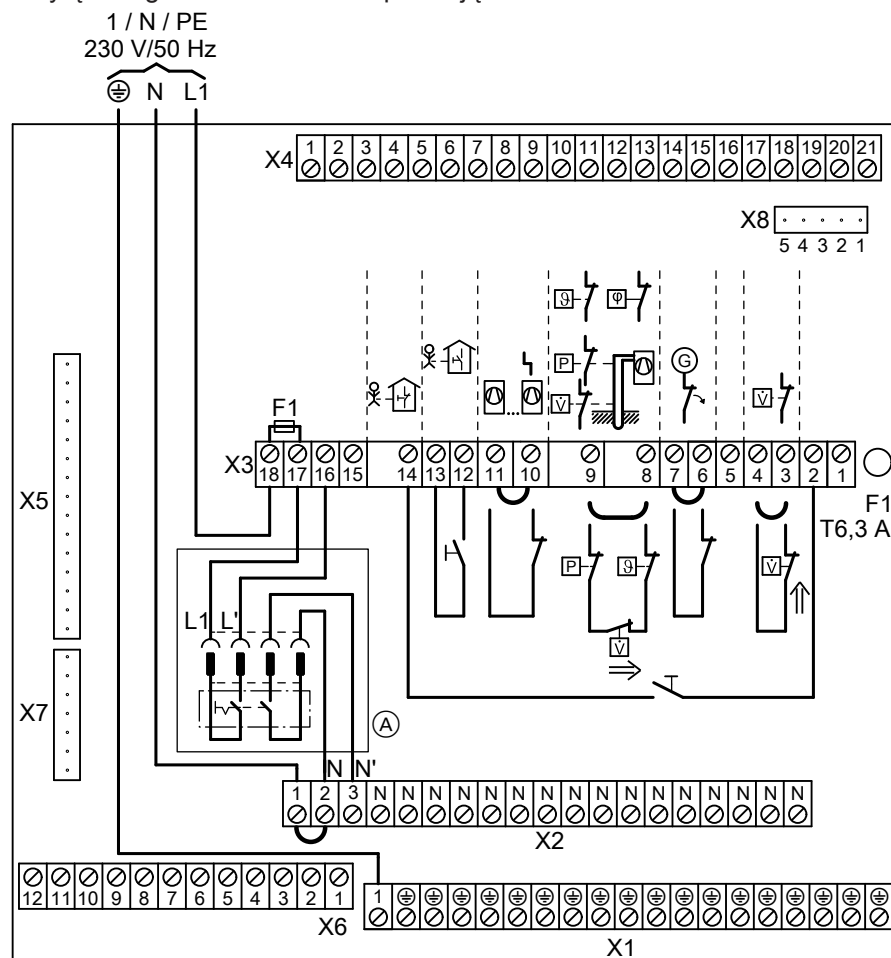 1 / N / PE
230 V/50 Hz
N L1
X4 1 2 3 4 5 6 7 8 9 10 11 12 13 14 15 16 17 18 19 20 21
X8
5 4 3 2 1
ϑ φ
P
G
V̇ V̇
F1
X3 18 17 16 15 14 13 12 11 10 9 8 7 6 5 4 3 2 1
F1
T6,3 A
X5
P ϑ V̇
L1 L'
V̇
X7
A
N N'
1 2 3 N N N N N N N N N N N N N N N N
X2
12 11 10 9 8 7 6 5 4 3 2 1
X6
1
X1